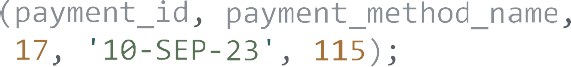 (payment_id, payment_method_name,
17, '10-SEP-23', 115);